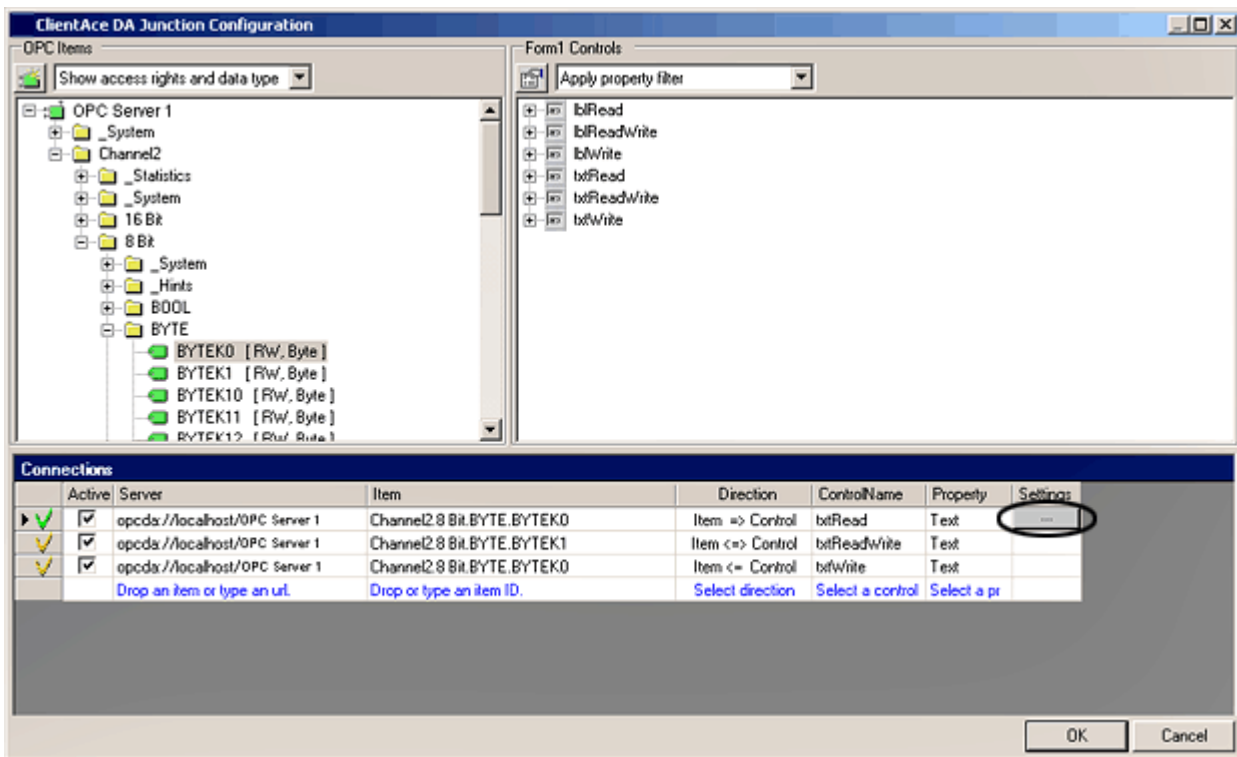 ClientAce DA Junction Configuration
OPC Items
Show access rights and data type
OPC Server 1
_System
Channel2
_Statistics
_System
16 Bit
8 Bit
_System
_Hints
BOOL
BYTE
BYTEK0 [ RW, Byte ]
BYTEK1 [ RW, Byte ]
BYTEK10 [ RW, Byte ]
BYTEK11 [ RW, Byte ]
BYTEK12 [ RW, Byte ]
Form1 Controls
Apply property filter
lblRead
lblReadWrite
lblWrite
txtRead
txtReadWrite
txtWrite
Connections
Active Server Item Direction ControlName Property Settings
opcda://localhost/OPC Server 1 Channel2.8 Bit.BYTE.BYTEK0 Item => Control txtRead Text ...
opcda://localhost/OPC Server 1 Channel2.8 Bit.BYTE.BYTEK1 Item <=> Control txtReadWrite Text
opcda://localhost/OPC Server 1 Channel2.8 Bit.BYTE.BYTEK0 Item <= Control txtWrite Text
Drop an item or type an url. Drop or type an item ID. Select direction Select a control Select a pr
OK Cancel